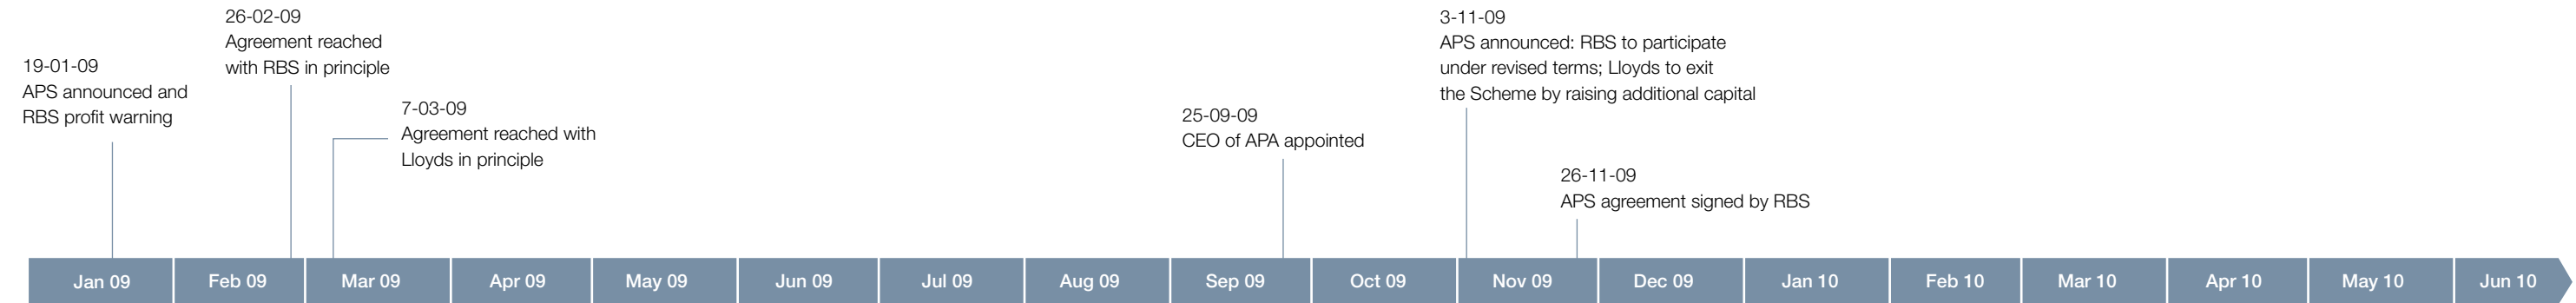 19-01-09
APS announced and
RBS profit warning
26-02-09
Agreement reached
with RBS in principle
7-03-09
Agreement reached with
Lloyds in principle
25-09-09
CEO of APA appointed
3-11-09
APS announced: RBS to participate
under revised terms; Lloyds to exit
the Scheme by raising additional capital
26-11-09
APS agreement signed by RBS
Jan 09
Feb 09
Mar 09
Apr 09
May 09
Jun 09
Jul 09
Aug 09
Sep 09
Oct 09
Nov 09
Dec 09
Jan 10
Feb 10
Mar 10
Apr 10
May 10
Jun 10